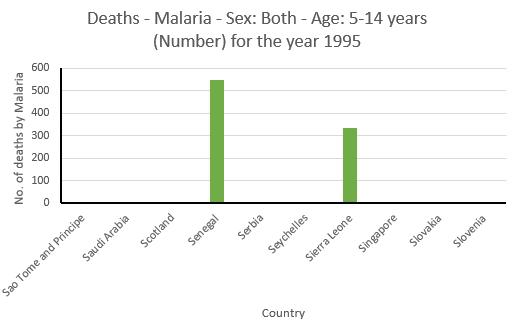 Deaths - Malaria - Sex: Both - Age: 5-14 years
(Number) for the year 1995
No. of deaths by Malaria
600
500
400
300
200
100
0
Sao Tome and Principe
Saudi Arabia
Scotland
Senegal
Serbia
Seychelles
Sierra Leone
Singapore
Slovakia
Slovenia
Country